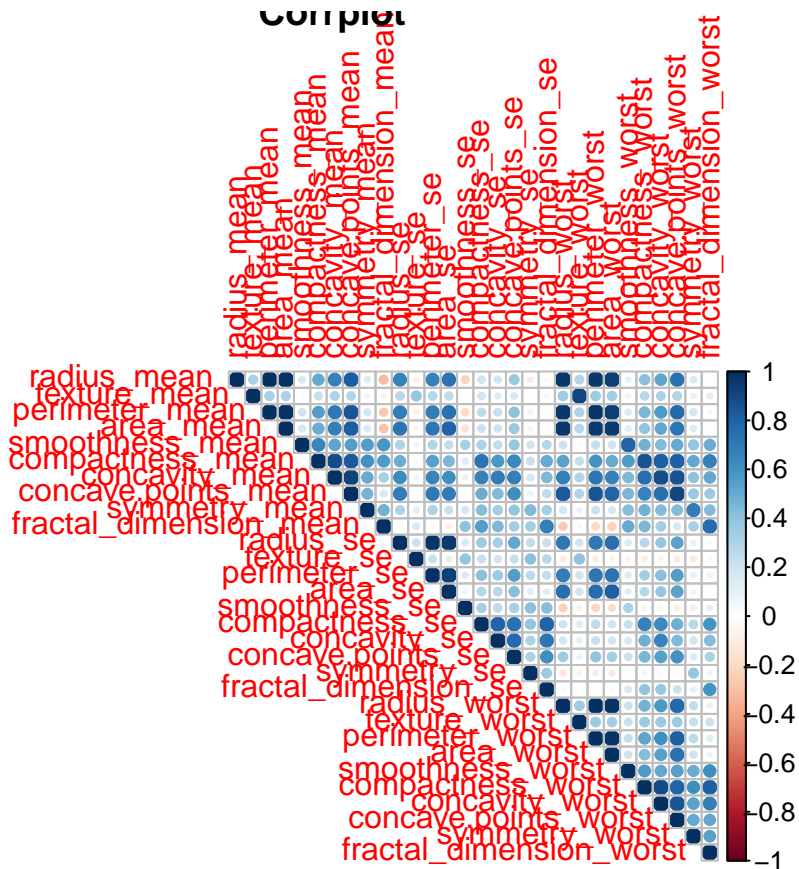 Corrplot
radius_mean
texture_mean
perimeter_mean
area_mean
smoothness_mean
compactness_mean
concavity_mean
concave.points_mean
symmetry_mean
fractal_dimension_mean
radius_se
texture_se
perimeter_se
area_se
smoothness_se
compactness_se
concavity_se
concave.points_se
symmetry_se
fractal_dimension_se
radius_worst
texture_worst
perimeter_worst
area_worst
smoothness_worst
compactness_worst
concavity_worst
concave.points_worst
symmetry_worst
fractal_dimension_worst
radius_mean
texture_mean
perimeter_mean
area_mean
smoothness_mean
compactness_mean
concavity_mean
concave.points_mean
symmetry_mean
fractal_dimension_mean
radius_se
texture_se
perimeter_se
area_se
smoothness_se
compactness_se
concavity_se
concave.points_se
symmetry_se
fractal_dimension_se
radius_worst
texture_worst
perimeter_worst
area_worst
smoothness_worst
compactness_worst
concavity_worst
concave.points_worst
symmetry_worst
fractal_dimension_worst
1
0.8
0.6
0.4
0.2
0
−0.2
−0.4
−0.6
−0.8
−1